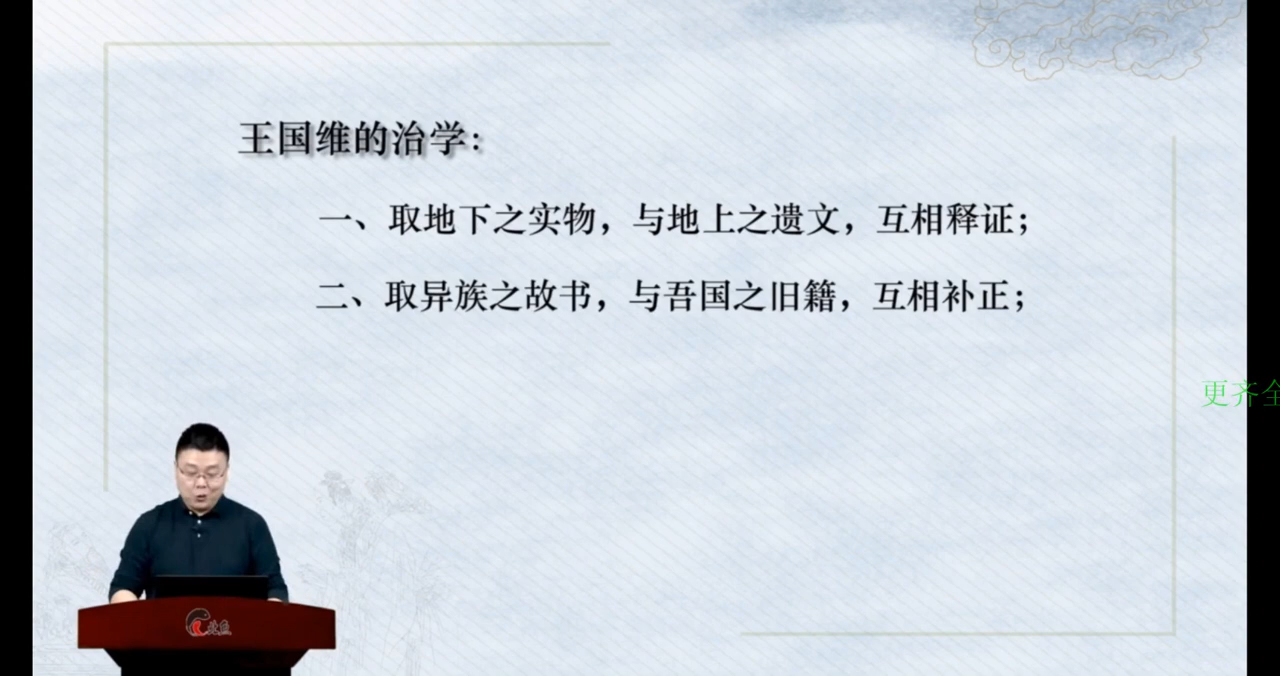 王国维的治学：
一、取地下之实物，与地上之遗文，互相释证；
二、取异族之故书，与吾国之旧籍，互相补正；
更齐全